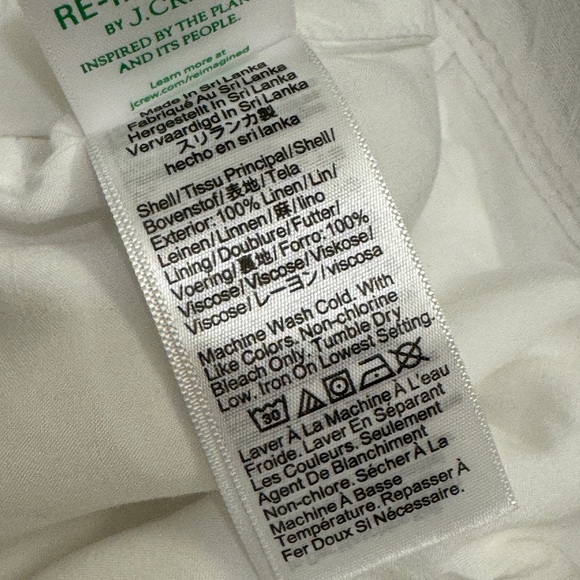 RE-
BY J.CREW
INSPIRED BY THE PLANET
AND ITS PEOPLE.
Learn more at
jcrew.com/reimagined
Made in Sri Lanka
Fabriqué Au Sri Lanka
Hergestellt in Sri Lanka
Vervaardigd in Sri Lanka
スリランカ製
hecho en sri lanka
Shell/Tissu Principal/Shell/
Bovenstof/表地/Tela
Exterior: 100% Linen/Lin/
Leinen/Linnen/麻/lino
Lining/Doublure/Futter/
Voering/裏地/Forro: 100%
Viscose/Viscose/Viskose/
Viscose/レーヨン/viscosa
Machine Wash Cold. With
Like Colors. Non-chlorine
Bleach Only. Tumble Dry
Low. Iron On Lowest Setting.
30
Laver À La Machine À L'eau
Froide. Laver En Séparant
Les Couleurs. Seulement
Agent De Blanchiment
Non-chlore. Sécher À La
Machine À Basse
Température. Repasser À
Fer Doux Si Nécessaire.